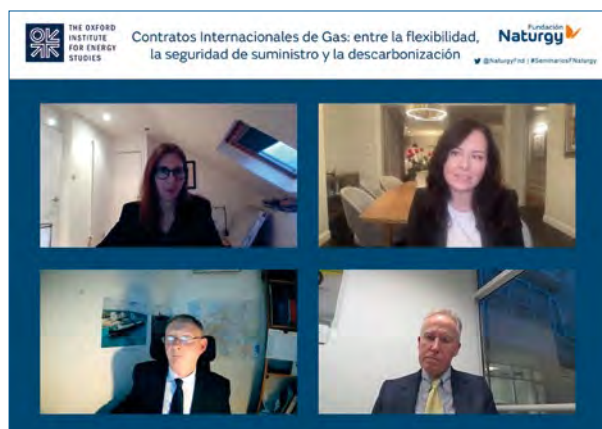 THE OXFORD
INSTITUTE
FOR ENERGY
STUDIES
Contratos Internacionales de Gas: entre la flexibilidad,
la seguridad de suministro y la descarbonización
Fundación
Naturgy
@NaturgyFnd | #SeminariosFNaturgy